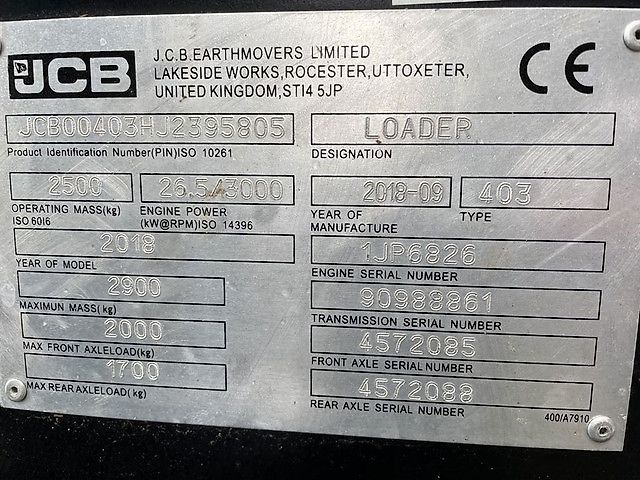 JCB
J.C.B. EARTHMOVERS LIMITED
LAKESIDE WORKS, ROCESTER, UTTOXETER,
UNITED KINGDOM, ST14 5JP
CE
JCB00403HJ2395805
Product Identification Number(PIN)ISO 10261
LOADER
DESIGNATION
2500
OPERATING MASS(kg)
ISO 6016
26.5/3000
ENGINE POWER
(kW@RPM)ISO 14396
2018-09
YEAR OF
MANUFACTURE
403
TYPE
2018
YEAR OF MODEL
1JP6826
ENGINE SERIAL NUMBER
2900
MAXIMUN MASS( kg)
90988861
TRANSMISSION SERIAL NUMBER
2000
MAX FRONT AXLELOAD(kg)
4572085
FRONT AXLE SERIAL NUMBER
1700
MAX REAR AXLELOAD( kg)
4572088
REAR AXLE SERIAL NUMBER
400/A7910